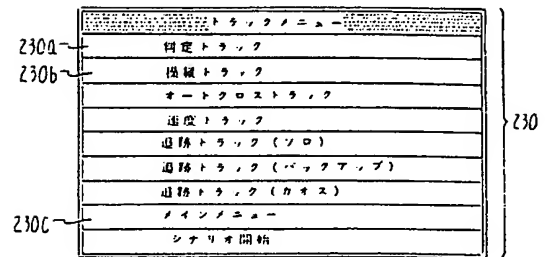 トラックメニュー
230a
判定トラック
230b
操縦トラック
オートクロストラック
速度トラック
230
追跡トラック(ソロ)
追跡トラック(バックアップ)
追跡トラック(カオス)
230c
メインメニュー
シナリオ開始